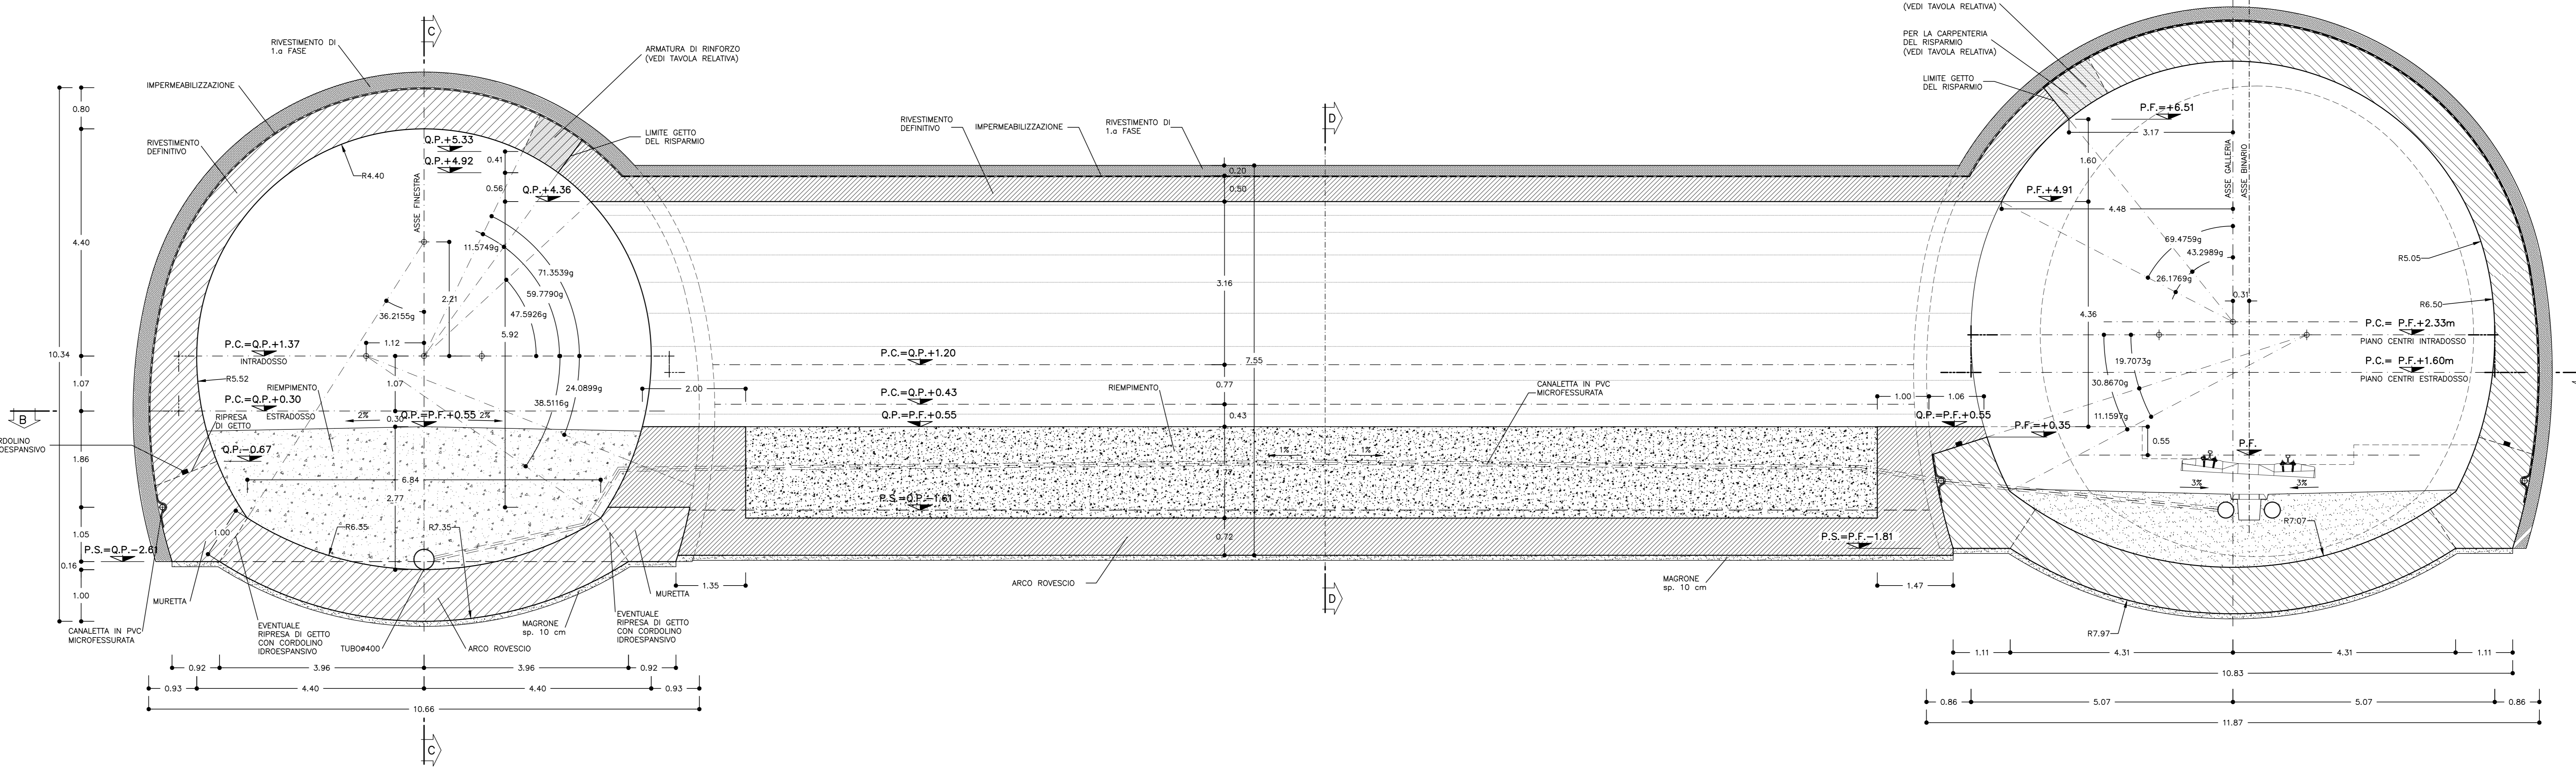 C
RIVESTIMENTO DI
1.a FASE
IMPERMEABILIZZAZIONE
RIVESTIMENTO
DEFINITIVO
ARMATURA DI RINFORZO
(VEDI TAVOLA RELATIVA)
LIMITE GETTO
DEL RISPARMIO
Q.P.+5.33
Q.P.+4.92
Q.P.+4.36
0.41
0.56
R4.40
ASSE FINESTRA
11.5749g
71.3539g
59.7790g
47.5926g
36.2155g
2.21
5.92
1.12
1.07
24.0899g
38.5116g
P.C.=Q.P.+1.37
INTRADOSSO
R5.52
RIEMPIMENTO
P.C.=Q.P.+0.30
ESTRADOSSO
RIPRESA
DI GETTO
2%
0.30
Q.P.=P.F.+0.55
2%
Q.P.-0.67
6.84
2.77
R6.35
R7.35
1.00
P.S.=Q.P.-2.61
0.80
4.40
10.34
1.07
1.86
1.05
0.16
1.00
B
MURETTA
CANALETTA IN PVC
MICROFESSURATA
EVENTUALE
RIPRESA DI GETTO
CON CORDOLINO
IDROESPANSIVO
TUBOø400
ARCO ROVESCIO
MAGRONE
sp. 10 cm
EVENTUALE
RIPRESA DI GETTO
CON CORDOLINO
IDROESPANSIVO
MURETTA
1.35
0.92
3.96
3.96
0.92
0.93
4.40
4.40
0.93
10.66
C
RIVESTIMENTO
DEFINITIVO
IMPERMEABILIZZAZIONE
RIVESTIMENTO DI
1.a FASE
D
0.20
0.50
3.16
7.55
0.77
0.43
1.77
0.72
P.C.=Q.P.+1.20
P.C.=Q.P.+0.43
Q.P.=P.F.+0.55
2.00
RIEMPIMENTO
CANALETTA IN PVC
MICROFESSURATA
1%
1%
P.S.=Q.P.-1.61
ARCO ROVESCIO
D
MAGRONE
sp. 10 cm
P.S.=P.F.-1.81
1.47
1.00
1.06
Q.P.=P.F.+0.55
P.F.=+0.35
(VEDI TAVOLA RELATIVA)
PER LA CARPENTERIA
DEL RISPARMIO
(VEDI TAVOLA RELATIVA)
LIMITE GETTO
DEL RISPARMIO
P.F.=+6.51
3.17
1.60
P.F.=+4.91
4.48
ASSE GALLERIA
ASSE BINARIO
69.4759g
43.2989g
26.1769g
0.31
4.36
R5.05
R6.50
P.C.= P.F.+2.33m
PIANO CENTRI INTRADOSSO
P.C.= P.F.+1.60m
PIANO CENTRI ESTRADOSSO
19.7073g
30.8670g
11.1597g
0.55
P.F.
3%
3%
R7.07
R7.97
1.11
4.31
4.31
1.11
10.83
0.86
5.07
5.07
0.86
11.87